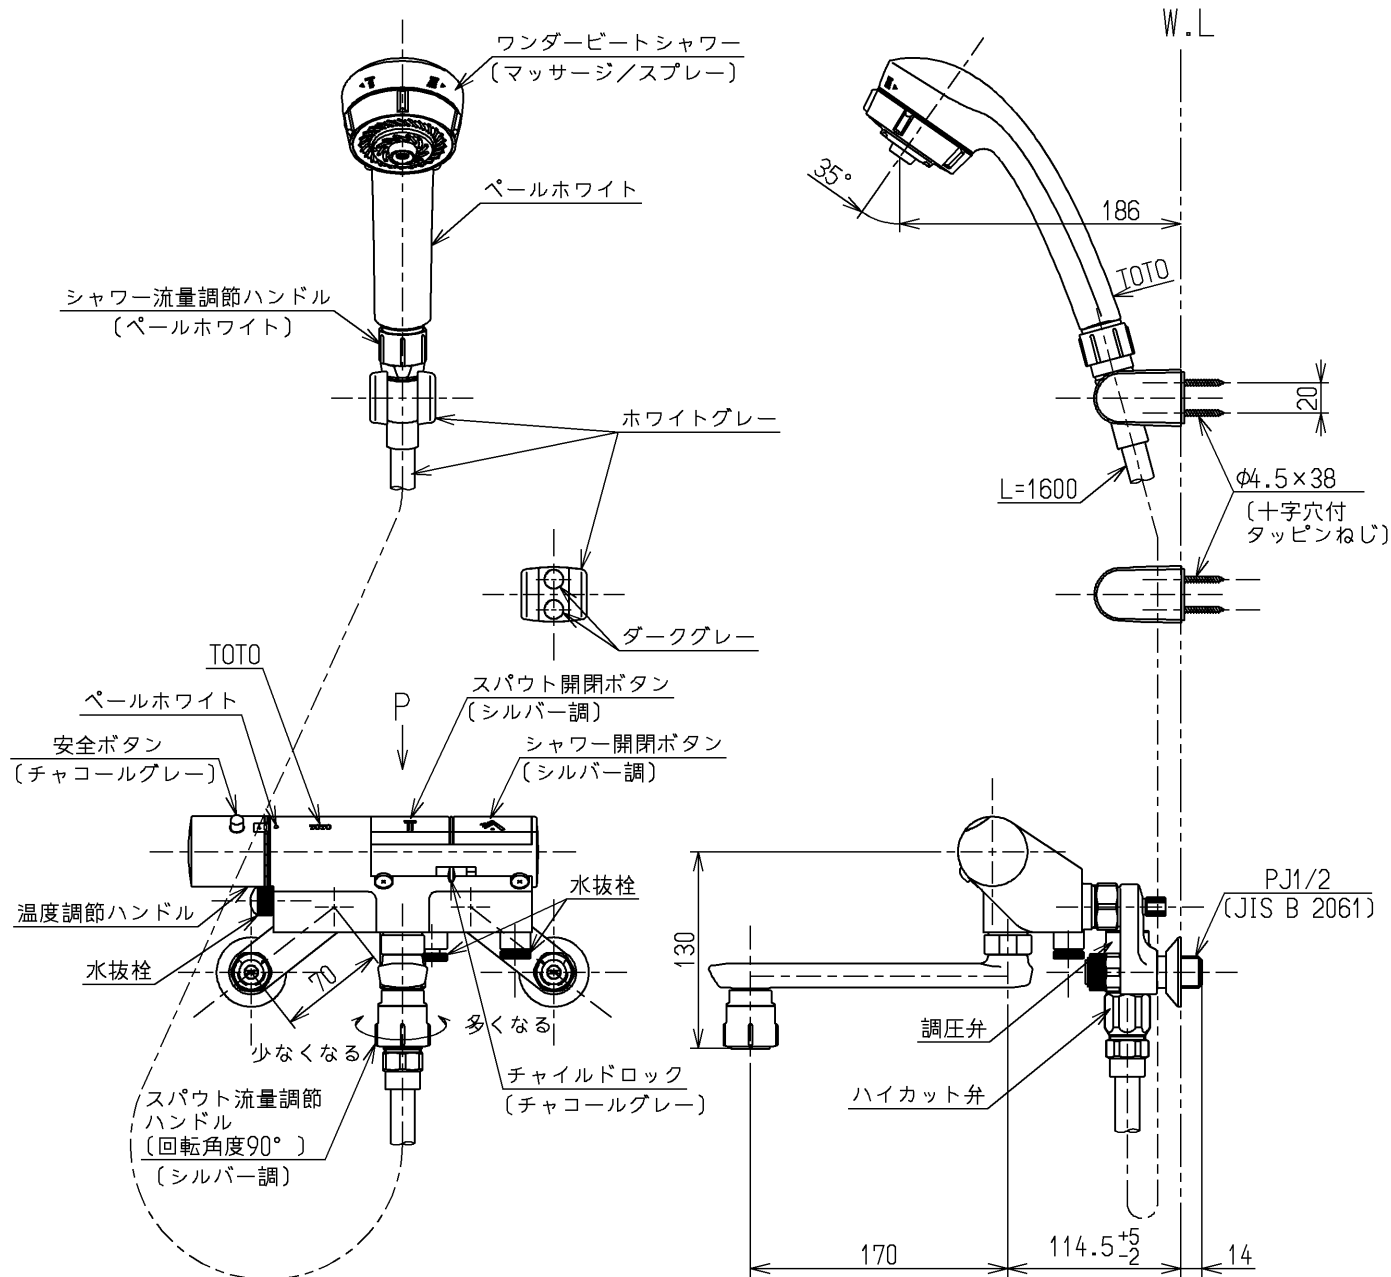 W.L
ワンダービートシャワー
(マッサージ/スプレー)
35°
186
ペールホワイト
TOTO
シャワー流量調節ハンドル
(ペールホワイト)
20
ホワイトグレー
L=1600
φ4.5×38
(十字穴付
タッピンねじ)
ダークグレー
TOTO
スパウト開閉ボタン
(シルバー調)
ペールホワイト
P
安全ボタン
(チャコールグレー)
シャワー開閉ボタン
(シルバー調)
TOTO
温度調節ハンドル
水抜栓
水抜栓
70
130
PJ1/2
(JIS B 2061)
多くなる
少なくなる
調圧弁
チャイルドロック
(チャコールグレー)
ハイカット弁
スパウト流量調節
ハンドル
(回転角度90°)
(シルバー調)
170
114.5 +5 -2
14